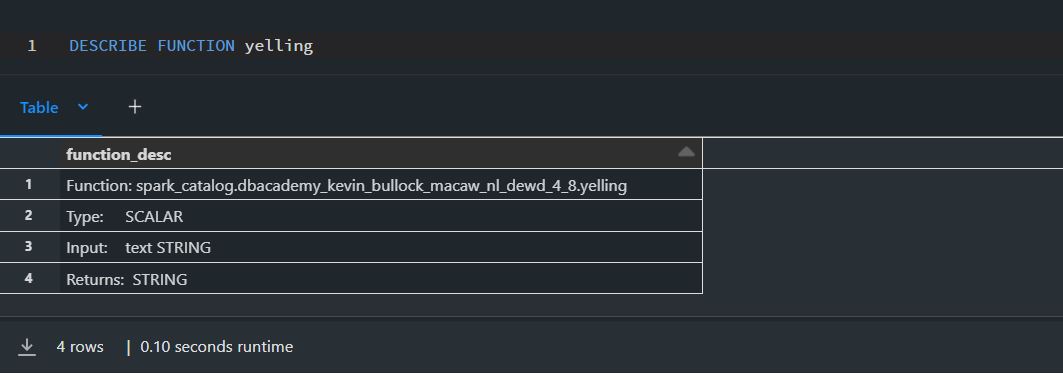 1 DESCRIBE FUNCTION yelling
Table +
function_desc
1 Function: spark_catalog.dbacademy_kevin_bullock_macaw_nl_dewd_4_8.yelling
2 Type: SCALAR
3 Input: text STRING
4 Returns: STRING
4 rows | 0.10 seconds runtime